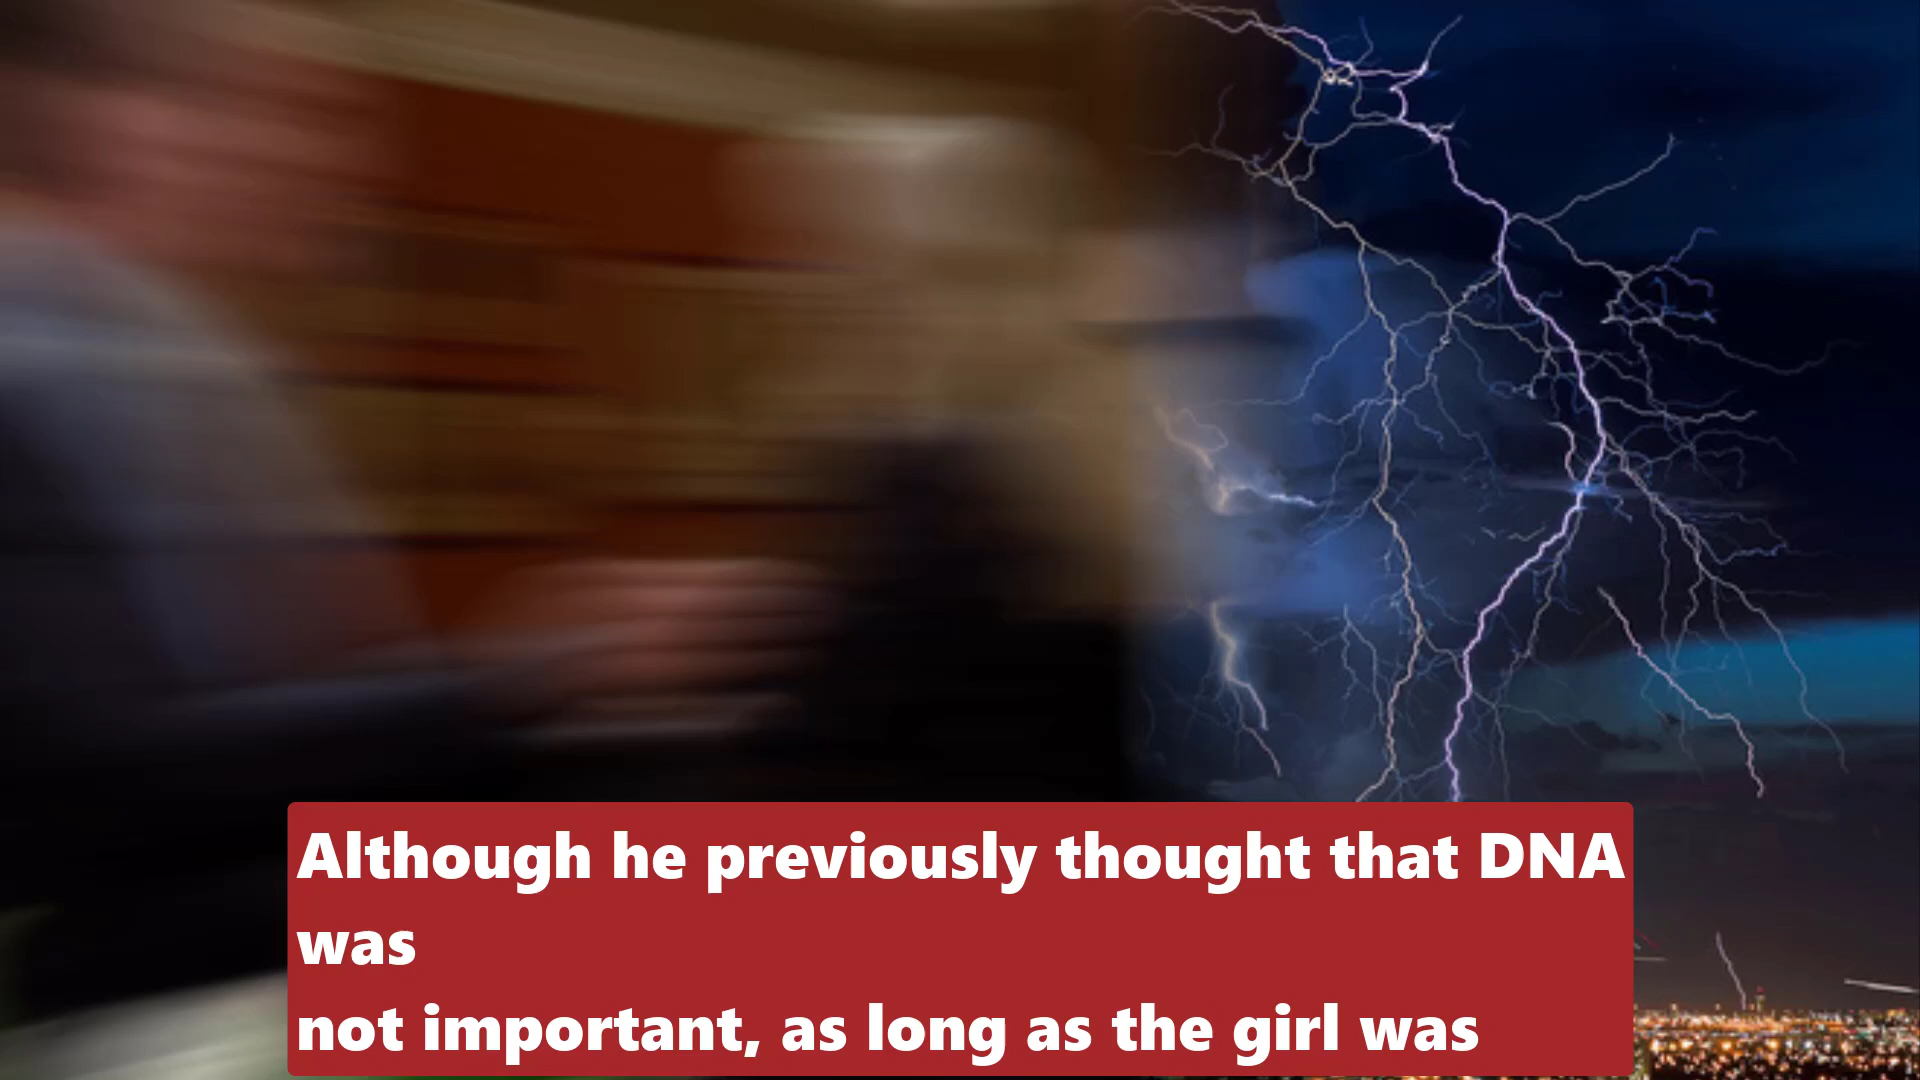 Although he previously thought that DNA
was
not important, as long as the girl was